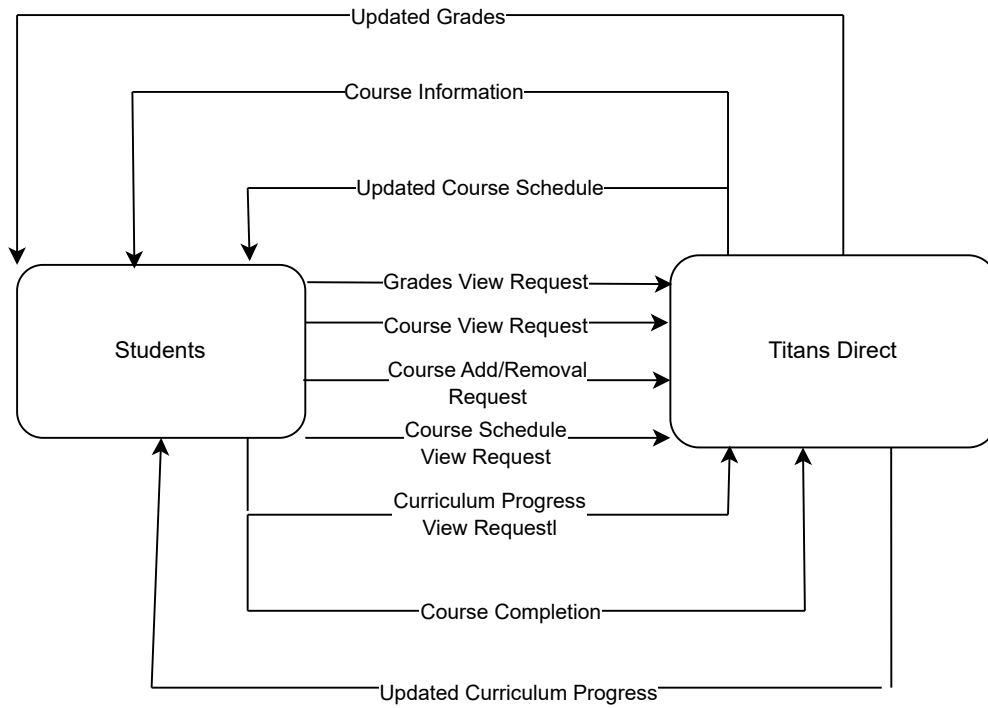 Updated Grades
Course Information
Updated Course Schedule
Grades View Request
Course View Request
Students
Titans Direct
Course Add/Removal
Request
Course Schedule
View Request
Curriculum Progress
View Requestl
Course Completion
Updated Curriculum Progress